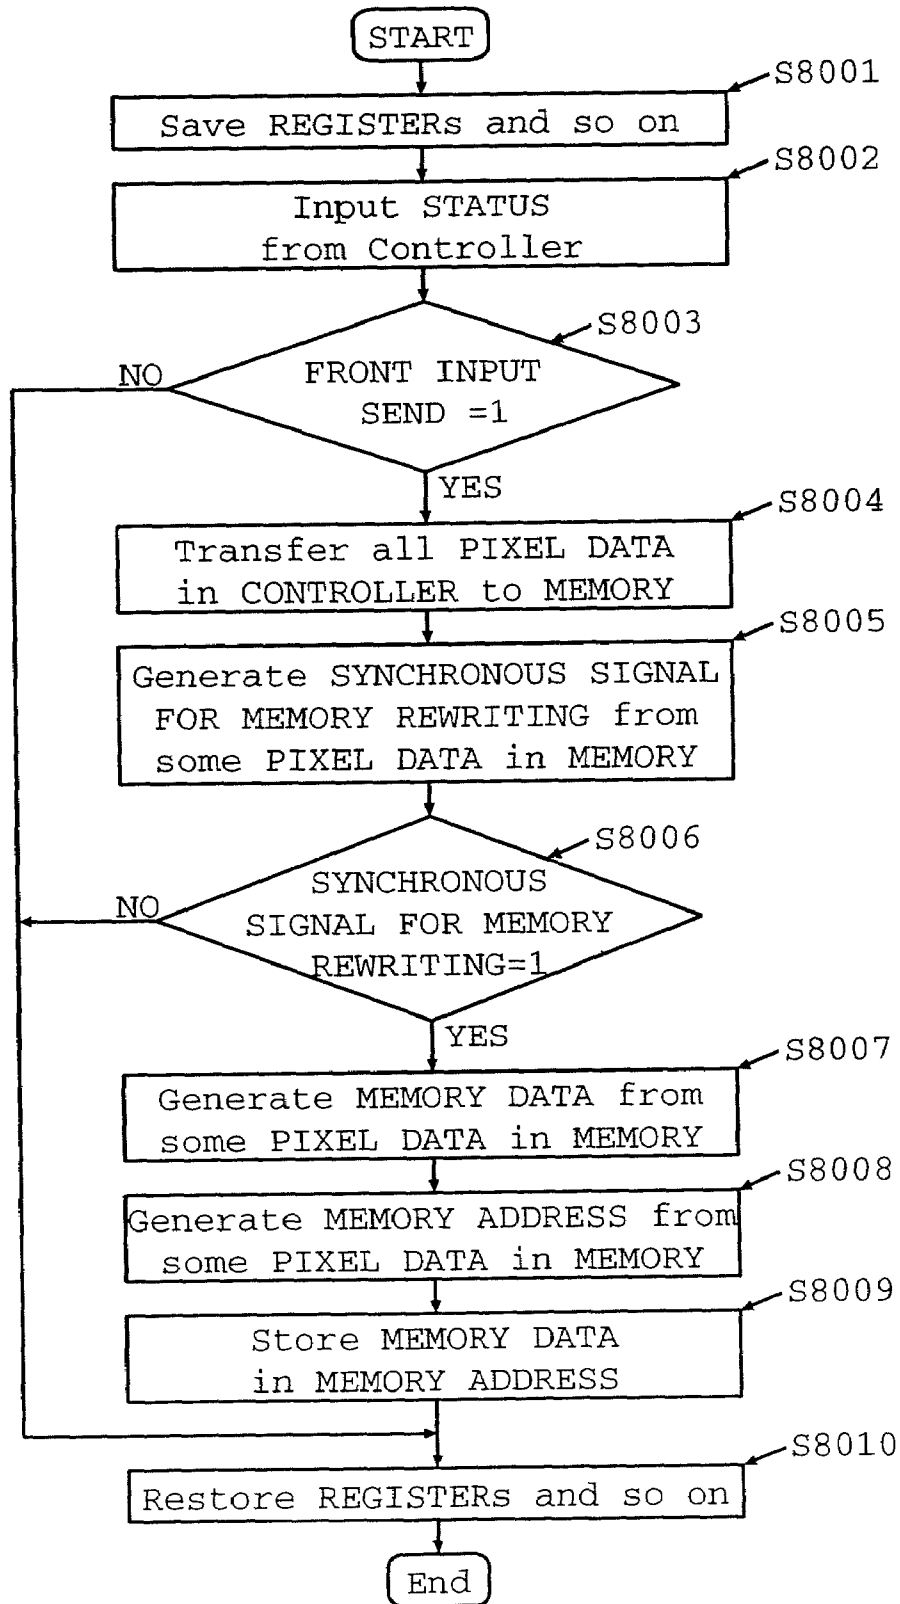 START
S8001
Save REGISTERs and so on
S8002
Input STATUS
from Controller
S8003
FRONT INPUT
SEND =1
NO
YES
S8004
Transfer all PIXEL DATA
in CONTROLLER to MEMORY
S8005
Generate SYNCHRONOUS SIGNAL
FOR MEMORY REWRITING from
some PIXEL DATA in MEMORY
S8006
SYNCHRONOUS
SIGNAL FOR MEMORY
REWRITING=1
NO
YES
S8007
Generate MEMORY DATA from
some PIXEL DATA in MEMORY
S8008
Generate MEMORY ADDRESS from
some PIXEL DATA in MEMORY
S8009
Store MEMORY DATA
in MEMORY ADDRESS
S8010
Restore REGISTERs and so on
End